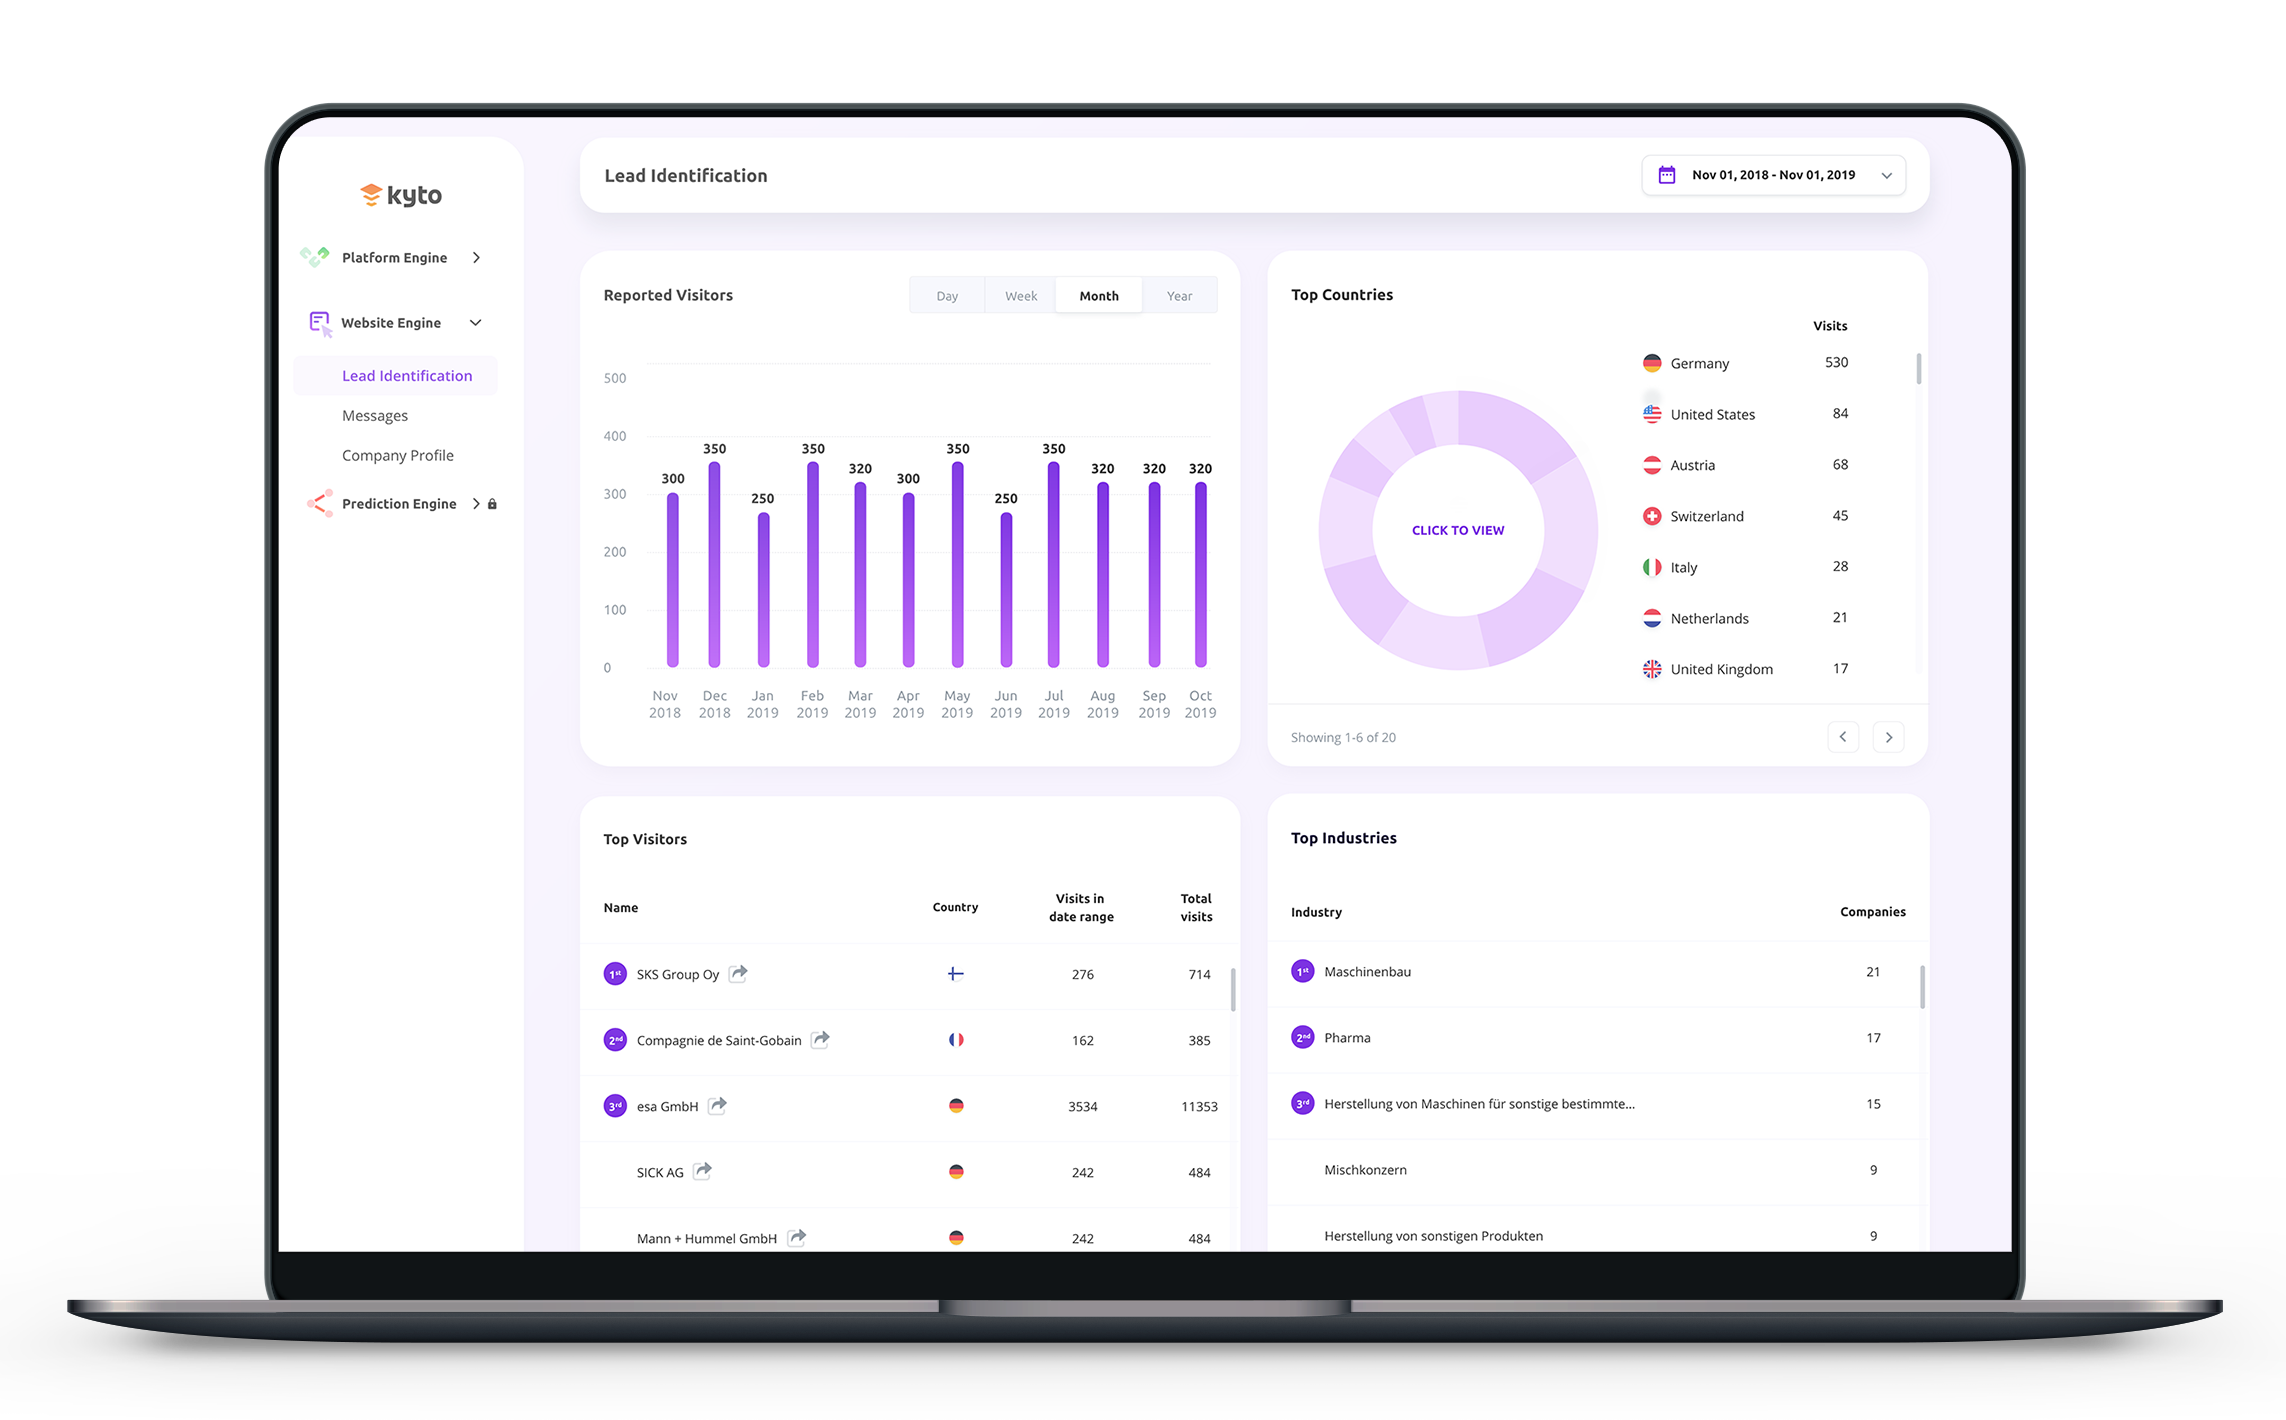 kyto
Platform Engine
Website Engine
Lead Identification
Messages
Company Profile
Prediction Engine
Lead Identification
Nov 01, 2018 - Nov 01, 2019
Reported Visitors
Day Week Month Year
500
400
300
200
100
0
300 350 250 350 320 300 350 250 350 320 320 320
Nov Dec Jan Feb Mar Apr May Jun Jul Aug Sep Oct
2018 2018 2019 2019 2019 2019 2019 2019 2019 2019 2019 2019
Top Countries
Visits
Germany 530
United States 84
Austria 68
Switzerland 45
Italy 28
Netherlands 21
United Kingdom 17
CLICK TO VIEW
Showing 1-6 of 20
Top Visitors
Name Country Visits in date range Total visits
1st SKS Group Oy 276 714
2nd Compagnie de Saint-Gobain 162 385
3rd esa GmbH 3534 11353
SICK AG 242 484
Mann + Hummel GmbH 242 484
Top Industries
Industry Companies
1st Maschinenbau 21
2nd Pharma 17
3rd Herstellung von Maschinen für sonstige bestimmte... 15
Mischkonzern 9
Herstellung von sonstigen Produkten 9